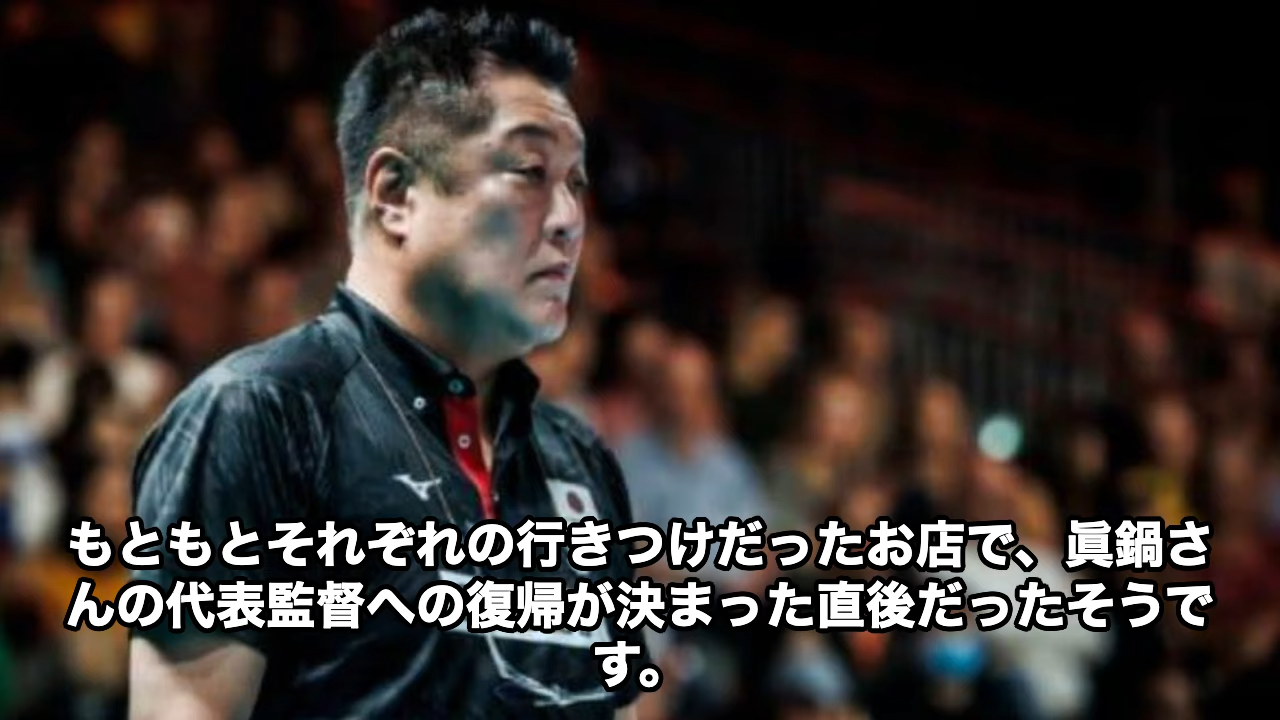 もともとそれぞれの行きつけだったお店で、眞鍋さ
んの代表監督への復帰が決まった直後だったそうで
す。